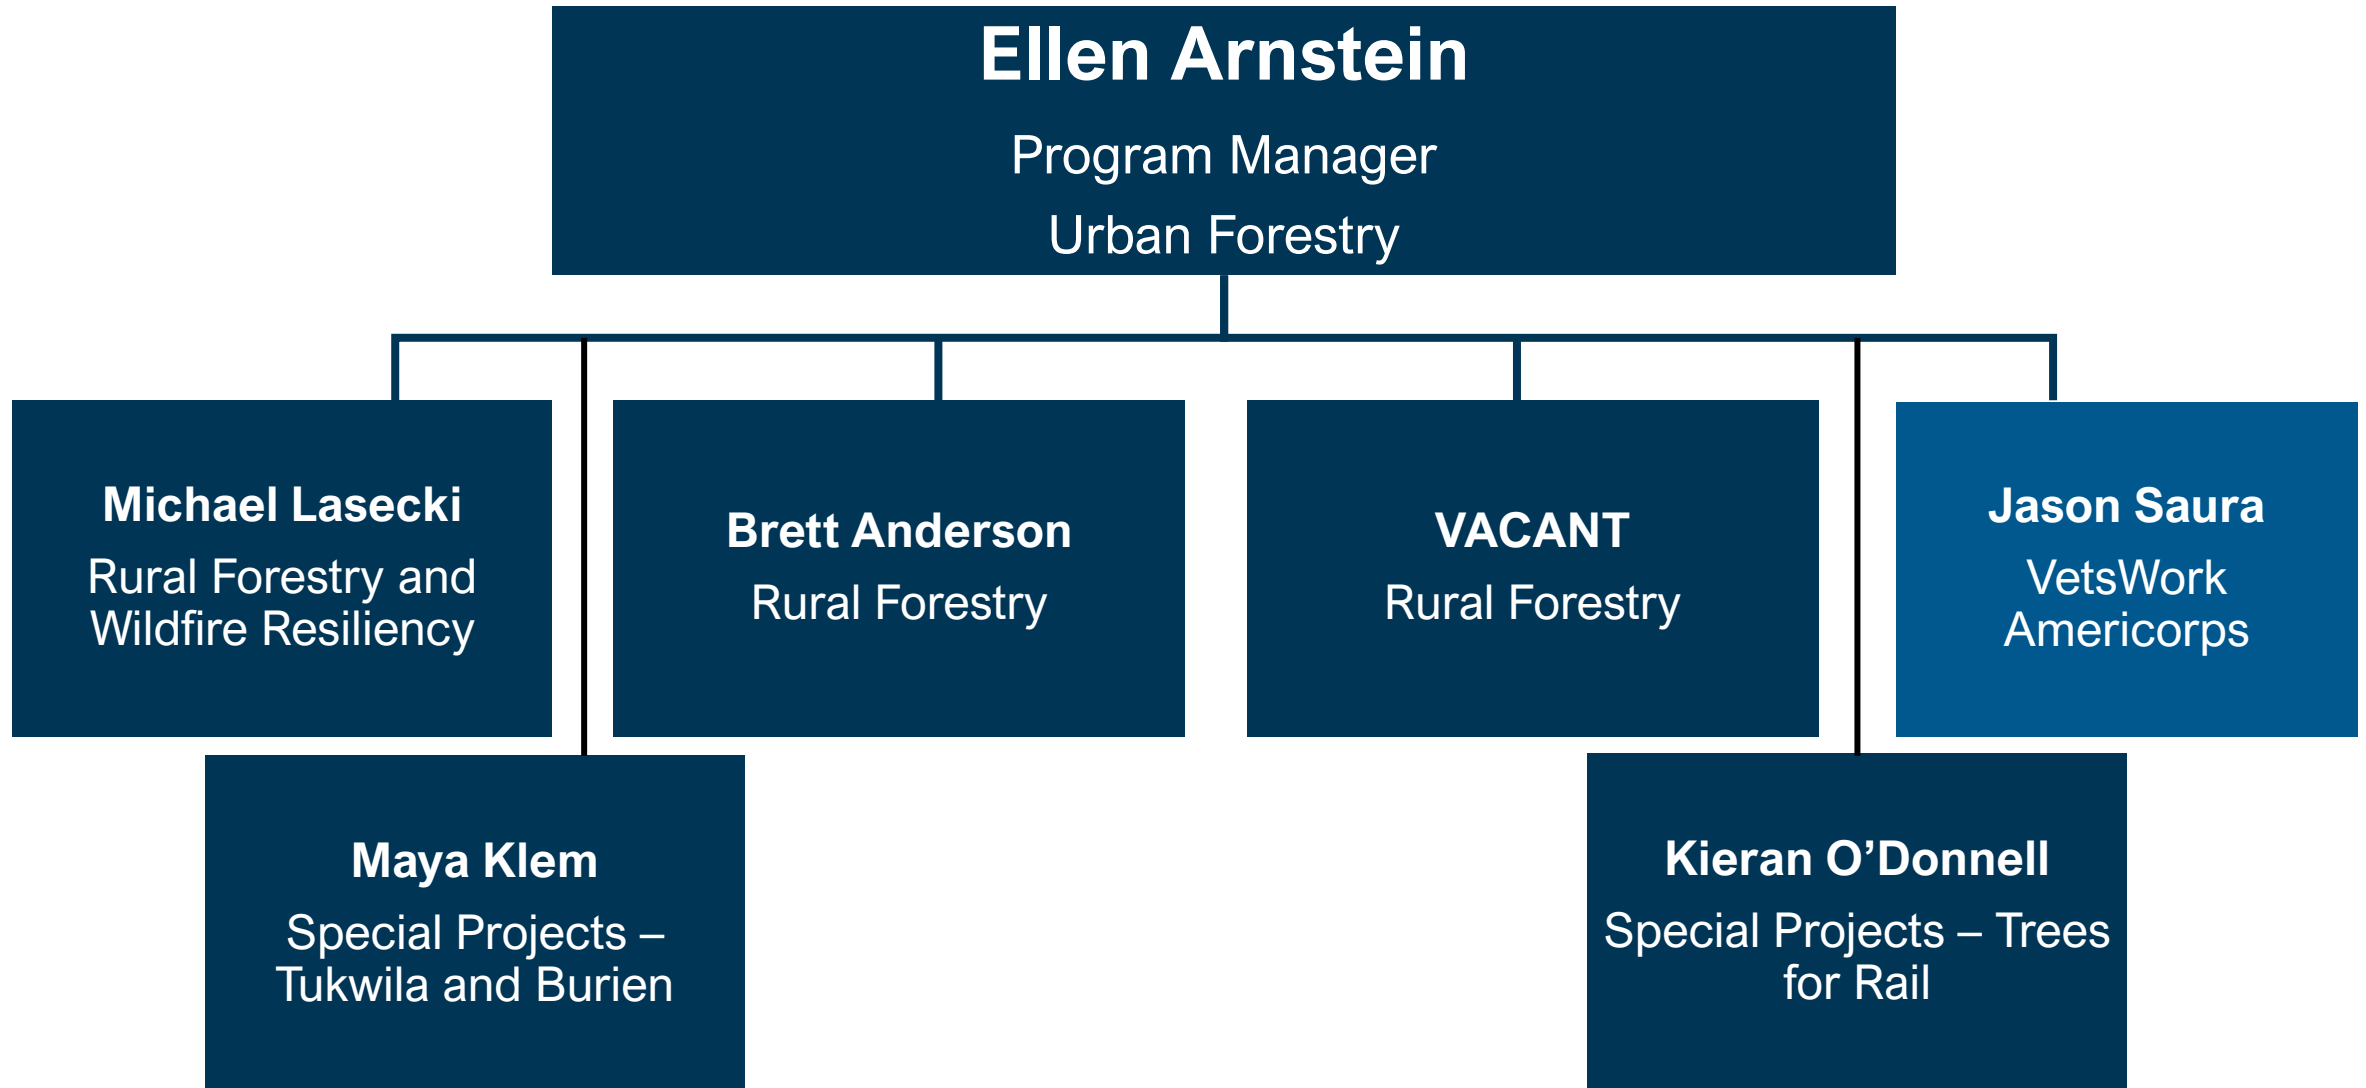 Ellen Arnstein
Program Manager
Urban Forestry
Michael Lasecki
Rural Forestry and
Wildfire Resiliency
Brett Anderson
Rural Forestry
VACANT
Rural Forestry
Jason Saura
VetsWork
Americorps
Maya Klem
Special Projects –
Tukwila and Burien
Kieran O’Donnell
Special Projects – Trees
for Rail